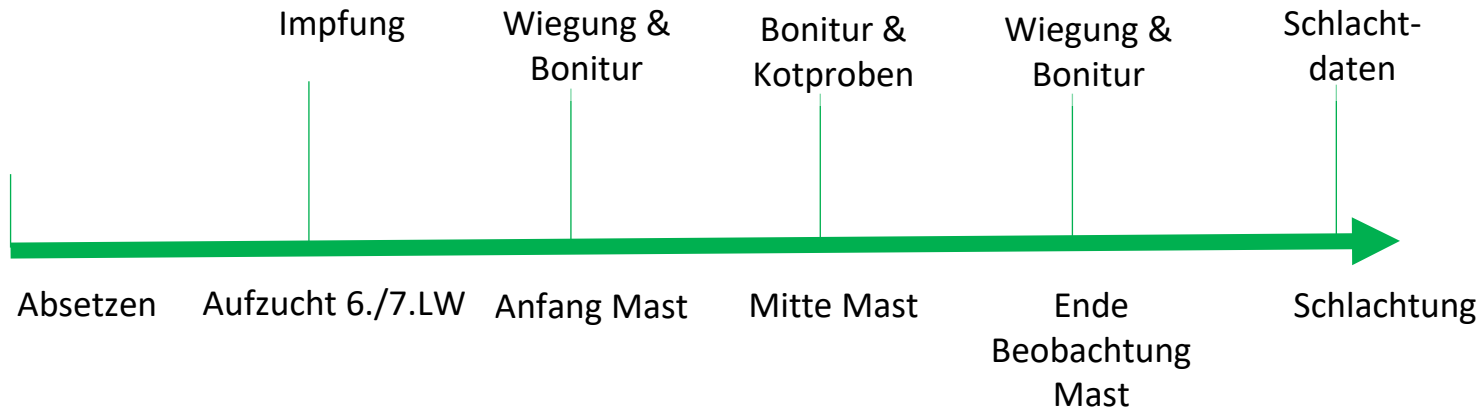 Impfung
Wiegung &
Bonitur
Bonitur &
Kotproben
Wiegung &
Bonitur
Schlacht-
daten
Absetzen
Aufzucht 6./7.LW
Anfang Mast
Mitte Mast
Ende
Beobachtung
Mast
Schlachtung